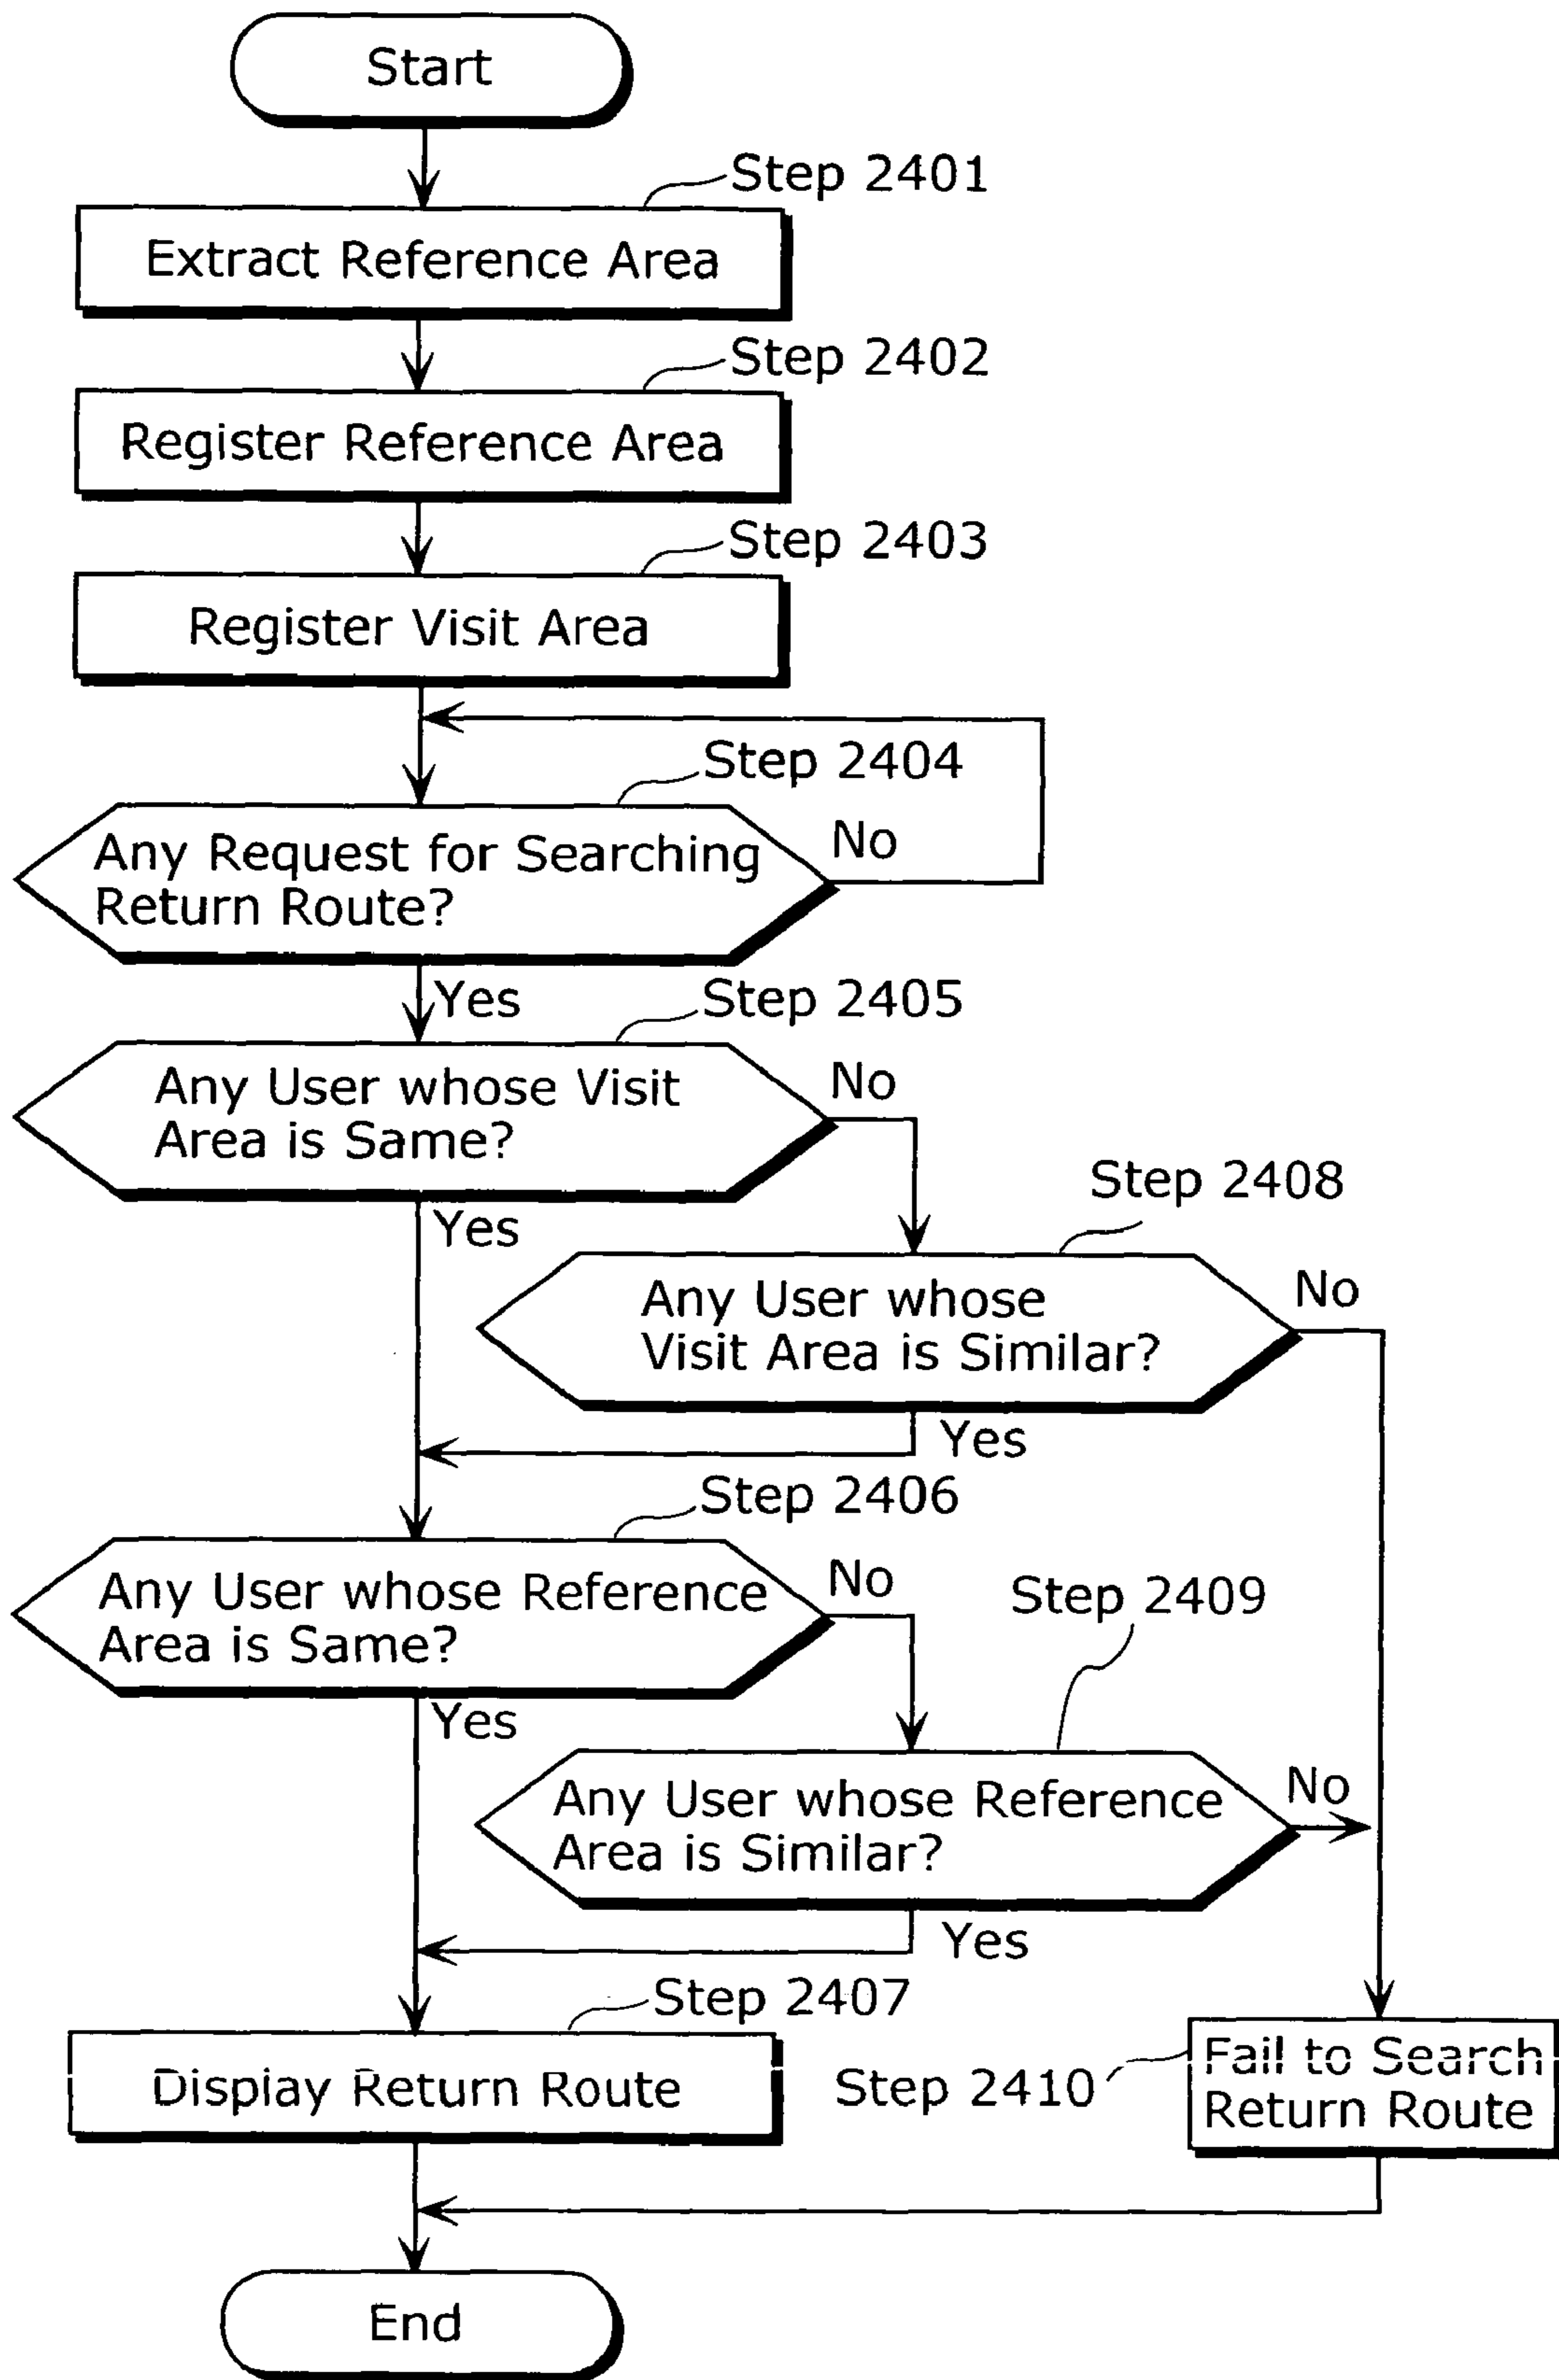 Start
Step 2401
Extract Reference Area
Step 2402
Register Reference Area
Step 2403
Register Visit Area
Step 2404
Any Request for Searching
Return Route?
No
Yes
Step 2405
Any User whose Visit
Area is Same?
No
Yes
Step 2408
Any User whose
Visit Area is Similar?
No
Yes
Step 2406
Any User whose Reference
Area is Same?
No
Yes
Step 2409
Any User whose Reference
Area is Similar?
No
Yes
Step 2407
Display Return Route
Step 2410
Fail to Search
Return Route
End